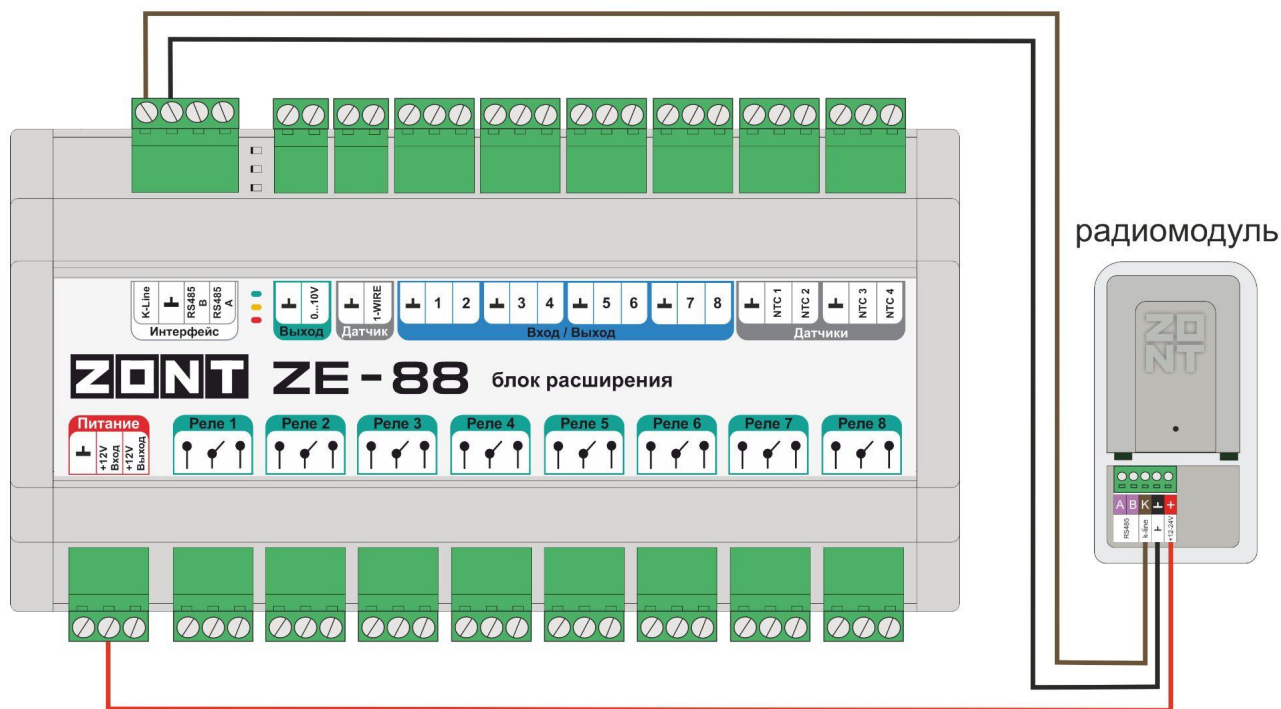 радиомодуль
K-Line
RS485 B
RS485 A
Интерфейс
0...10V
Выход
1-WIRE
Датчик
1 2 3 4 5 6 7 8
Вход / Выход
NTC 1 NTC 2 NTC 3 NTC 4
Датчики
ZONT ZE-88 блок расширения
Питание
+12V Вход
+12V Выход
Реле 1 Реле 2 Реле 3 Реле 4 Реле 5 Реле 6 Реле 7 Реле 8
ZO
NT
A B K +
RS485 k-line +12-24V